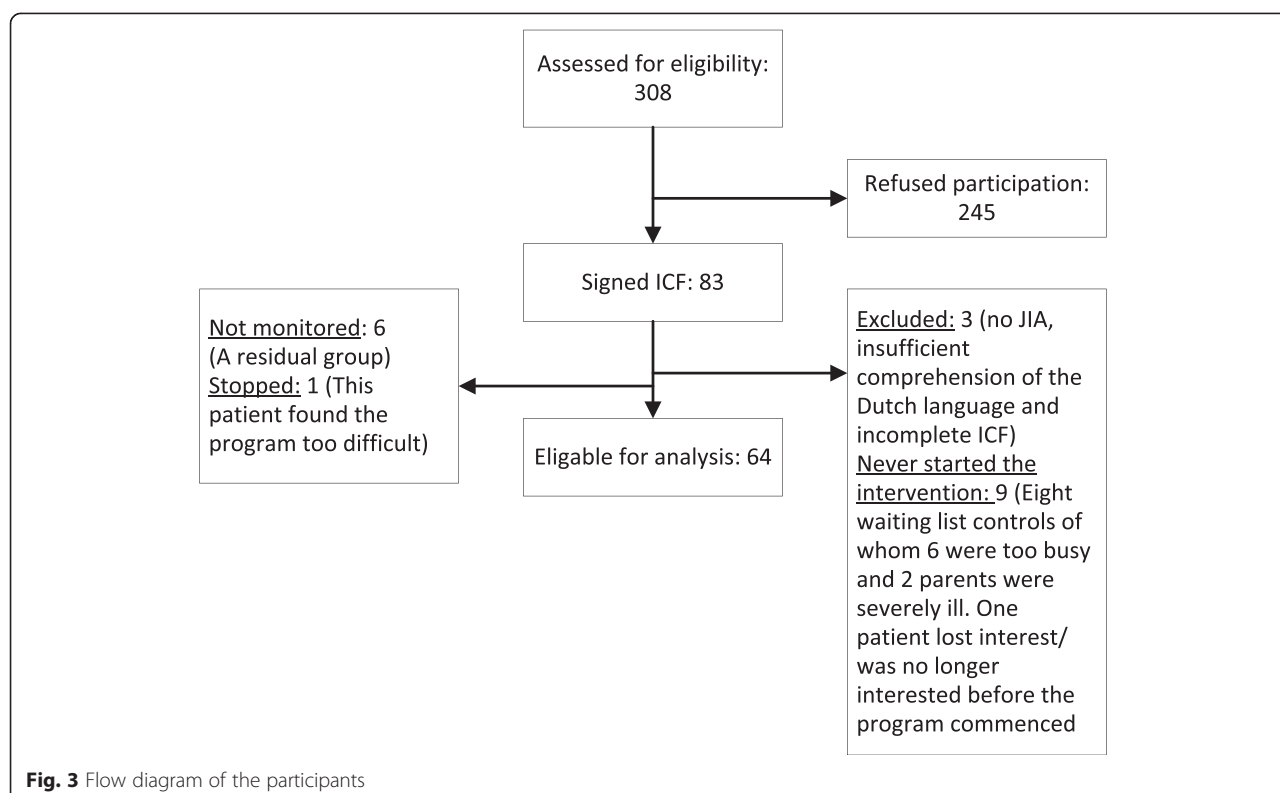 Assessed for eligibility:
308
Refused participation:
245
Signed ICF: 83
Not monitored: 6
(A residual group)
Stopped: 1 (This
patient found the
program too difficult)
Excluded: 3 (no JIA,
insufficient
comprehension of the
Dutch language and
incomplete ICF)
Never started the
intervention: 9 (Eight
waiting list controls of
whom 6 were too busy
and 2 parents were
severely ill. One
patient lost interest/
was no longer
interested before the
program commenced
Eligable for analysis: 64
Fig. 3 Flow diagram of the participants